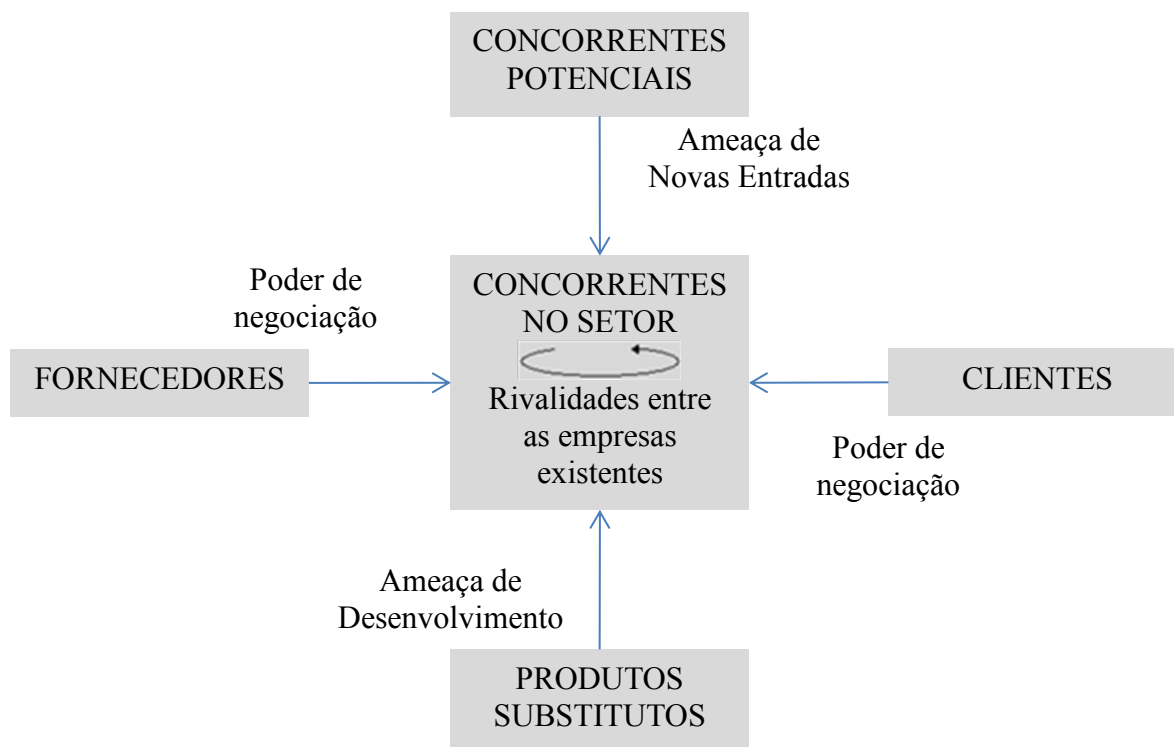 CONCORRENTES
POTENCIAIS
Ameaça de
Novas Entradas
Poder de
negociação
FORNECEDORES
CONCORRENTES
NO SETOR
Rivalidades entre
as empresas
existentes
CLIENTES
Poder de
negociação
Ameaça de
Desenvolvimento
PRODUTOS
SUBSTITUTOS